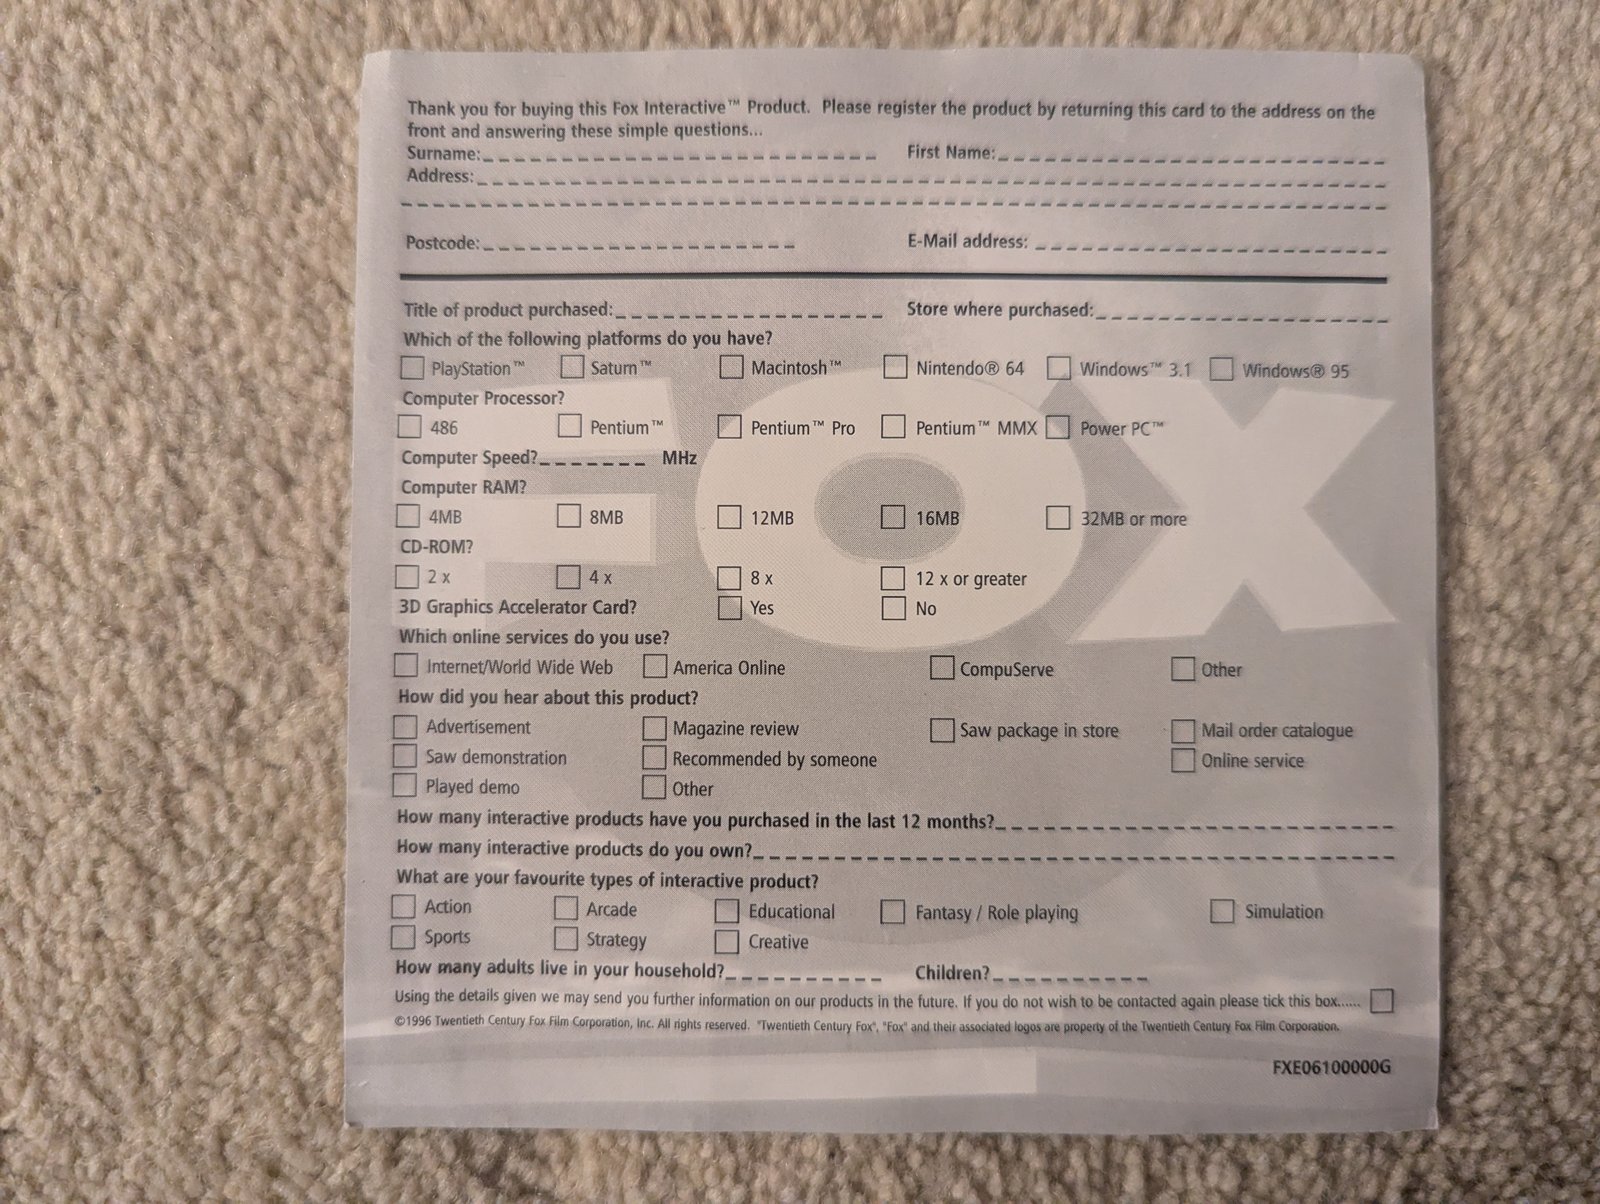 Thank you for buying this Fox Interactive™ Product. Please register the product by returning this card to the address on the
front and answering these simple questions...
Surname: First Name:
Address:
Postcode: E-Mail address:
Title of product purchased: Store where purchased:
Which of the following platforms do you have?
PlayStation™ Saturn™ Macintosh™ Nintendo® 64 Windows™ 3.1 Windows® 95
Computer Processor?
486 Pentium™ Pentium™ Pro Pentium™ MMX Power PC™
Computer Speed? MHz
Computer RAM?
4MB 8MB 12MB 16MB 32MB or more
CD-ROM?
2 x 4 x 8 x 12 x or greater
3D Graphics Accelerator Card? Yes No
Which online services do you use?
Internet/World Wide Web America Online CompuServe Other
How did you hear about this product?
Advertisement Magazine review Saw package in store Mail order catalogue
Saw demonstration Recommended by someone Online service
Played demo Other
How many interactive products have you purchased in the last 12 months?
How many interactive products do you own?
What are your favourite types of interactive product?
Action Arcade Educational Fantasy / Role playing Simulation
Sports Strategy Creative
How many adults live in your household? Children?
Using the details given we may send you further information on our products in the future. If you do not wish to be contacted again please tick this box......
©1996 Twentieth Century Fox Film Corporation, Inc. All rights reserved. "Twentieth Century Fox", "Fox" and their associated logos are property of the Twentieth Century Fox Film Corporation.
FXE06100000G
FOX